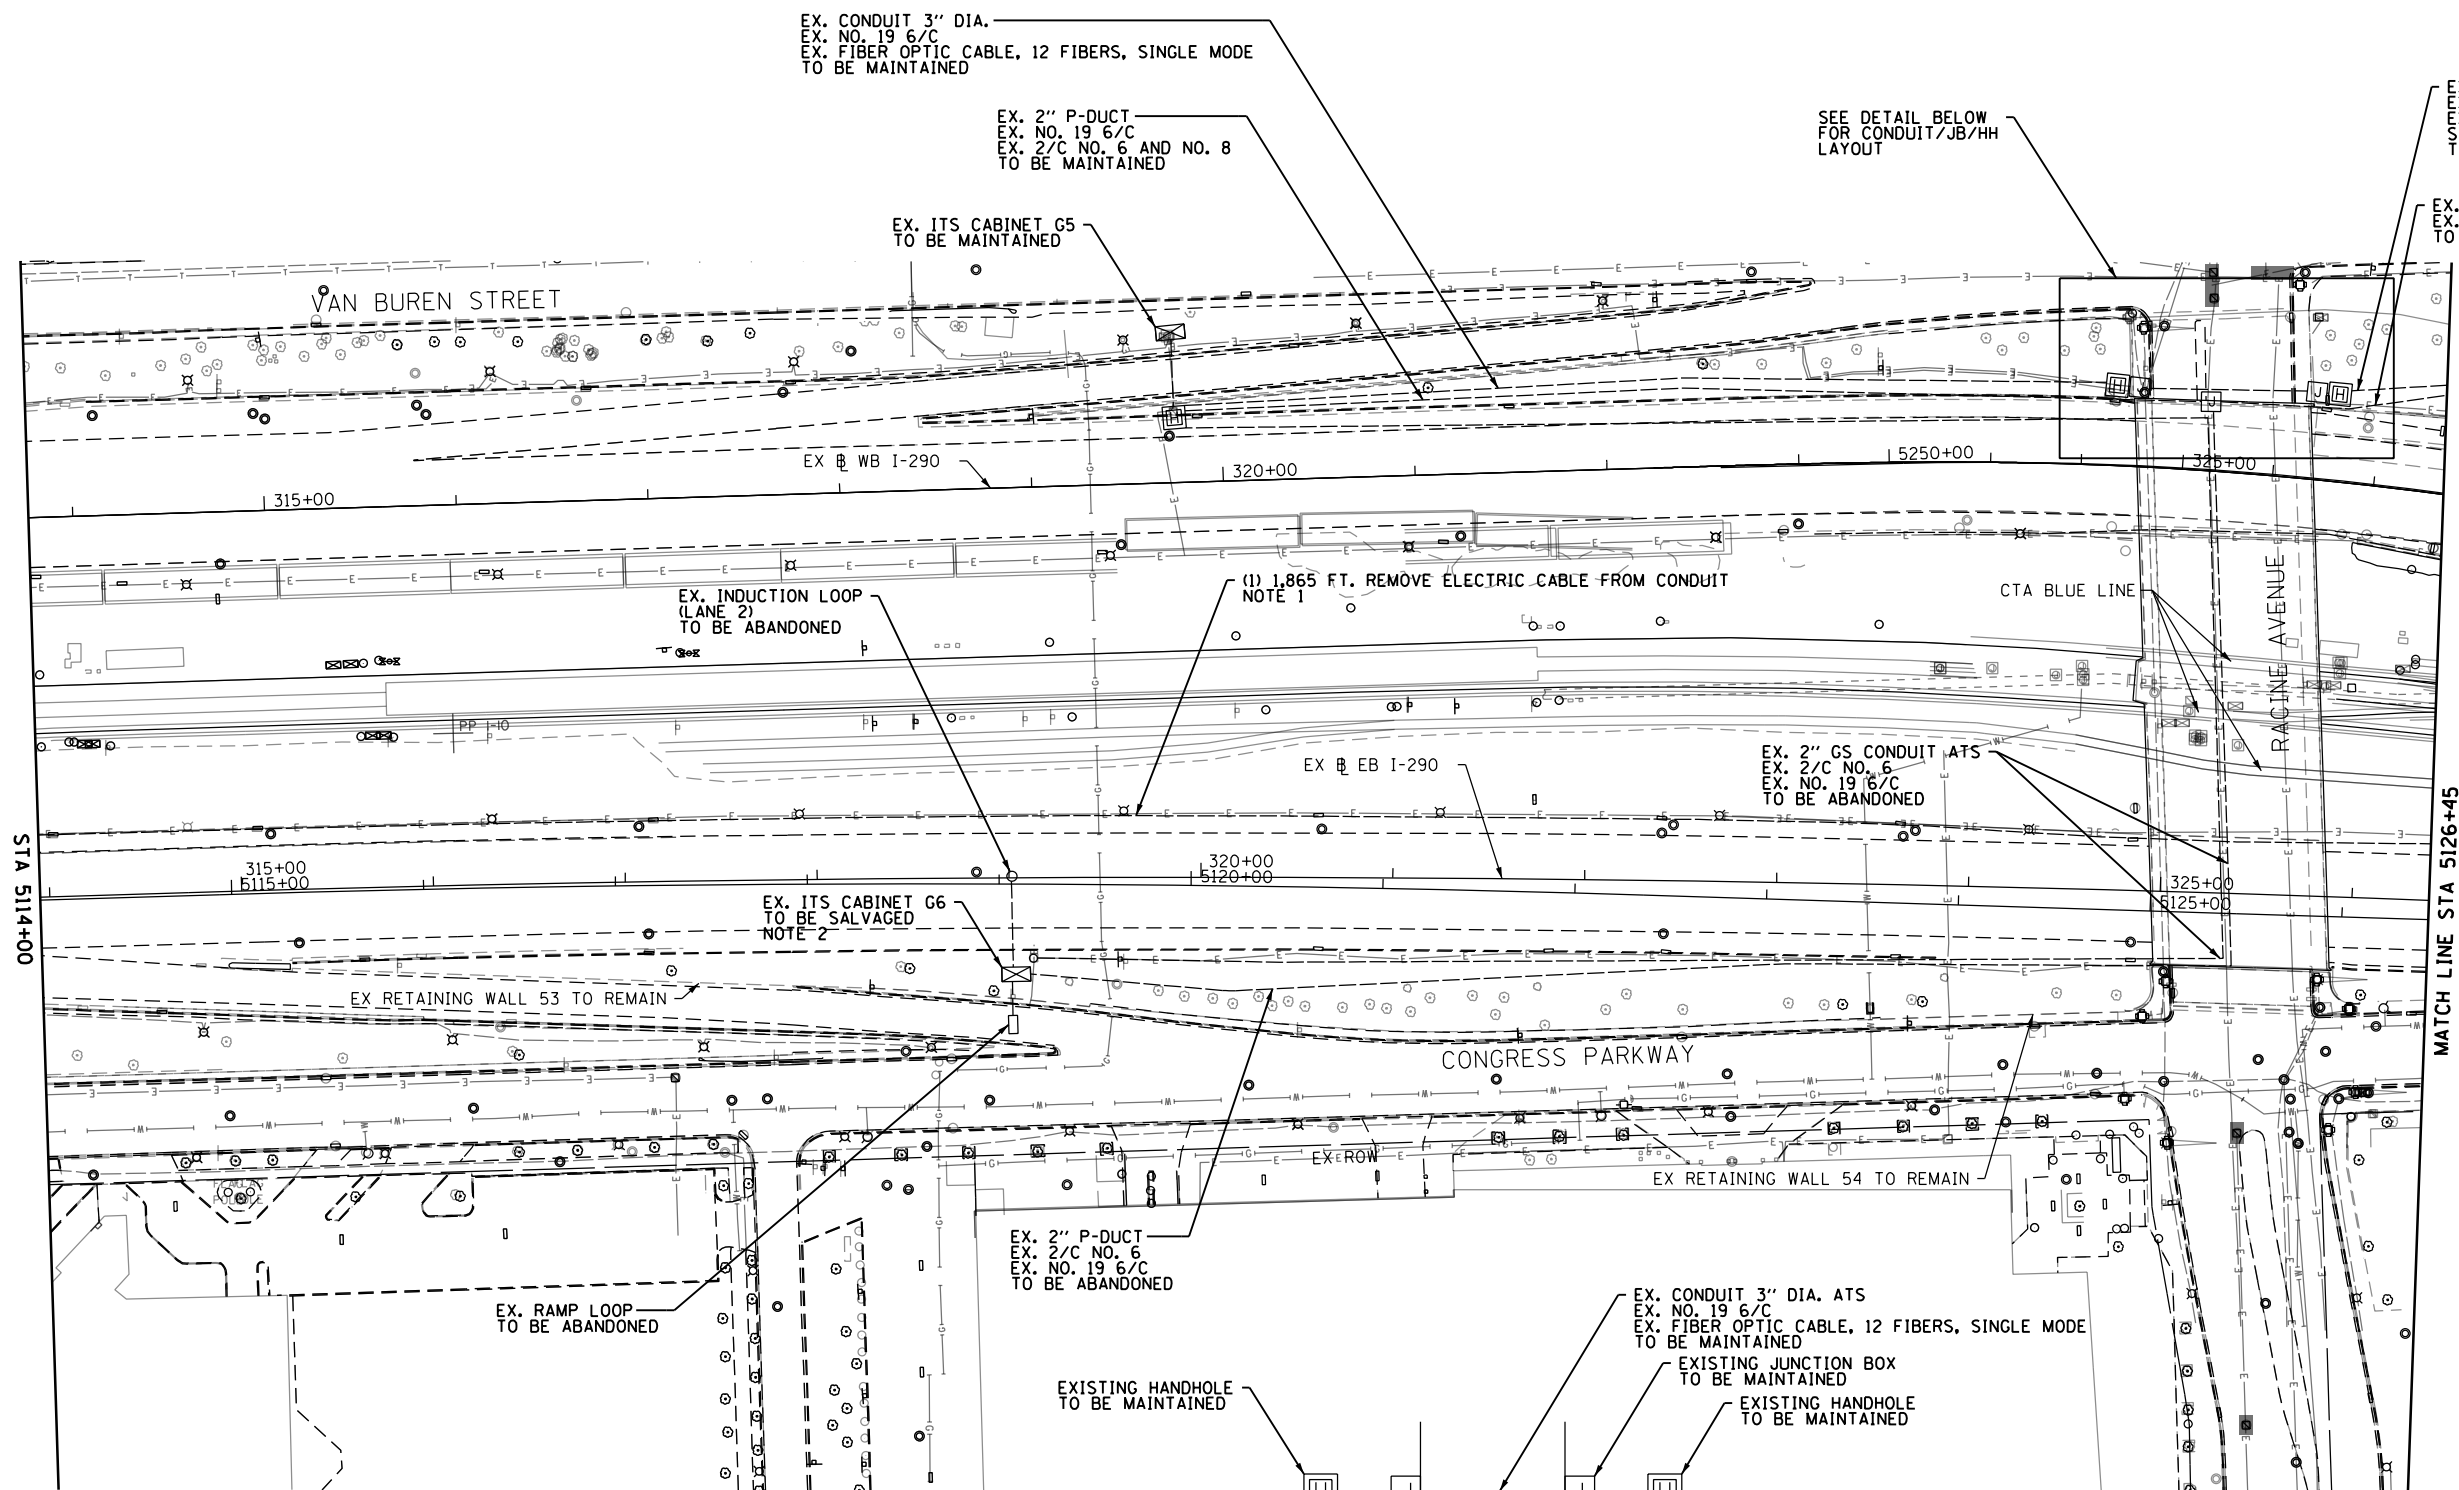 EX. CONDUIT 3" DIA.
EX. NO. 19 6/C
EX. FIBER OPTIC CABLE, 12 FIBERS, SINGLE MODE
TO BE MAINTAINED
EX. 2" P-DUCT
EX. NO. 19 6/C
EX. 2/C NO. 6 AND NO. 8
TO BE MAINTAINED
SEE DETAIL BELOW
FOR CONDUIT/JB/HH
LAYOUT
E
E
E
S
T
EX.
EX.
TO
EX. ITS CABINET G5
TO BE MAINTAINED
VAN BUREN STREET
EX BL WB I-290
315+00
320+00
5250+00
325+00
(1) 1,865 FT. REMOVE ELECTRIC CABLE FROM CONDUIT
NOTE 1
EX. INDUCTION LOOP
(LANE 2)
TO BE ABANDONED
CTA BLUE LINE
RACINE AVENUE
PP 1-10
EX BL EB I-290
EX. 2" GS CONDUIT ATS
EX. 2/C NO. 6
EX. NO. 19 6/C
TO BE ABANDONED
STA 5114+00
MATCH LINE STA 5126+45
315+00
5115+00
320+00
5120+00
325+00
5125+00
EX. ITS CABINET G6
TO BE SALVAGED
NOTE 2
EX RETAINING WALL 53 TO REMAIN
CONGRESS PARKWAY
EX ROW
EX RETAINING WALL 54 TO REMAIN
EX. 2" P-DUCT
EX. 2/C NO. 6
EX. NO. 19 6/C
TO BE ABANDONED
EX. RAMP LOOP
TO BE ABANDONED
EX. CONDUIT 3" DIA. ATS
EX. NO. 19 6/C
EX. FIBER OPTIC CABLE, 12 FIBERS, SINGLE MODE
TO BE MAINTAINED
EXISTING JUNCTION BOX
TO BE MAINTAINED
EXISTING HANDHOLE
TO BE MAINTAINED
EXISTING HANDHOLE
TO BE MAINTAINED